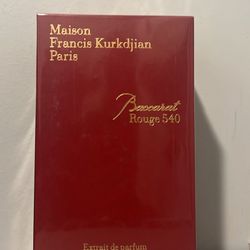 Maison
Francis Kurkdjian
Paris
Baccarat
Rouge 540
Extrait de parfum